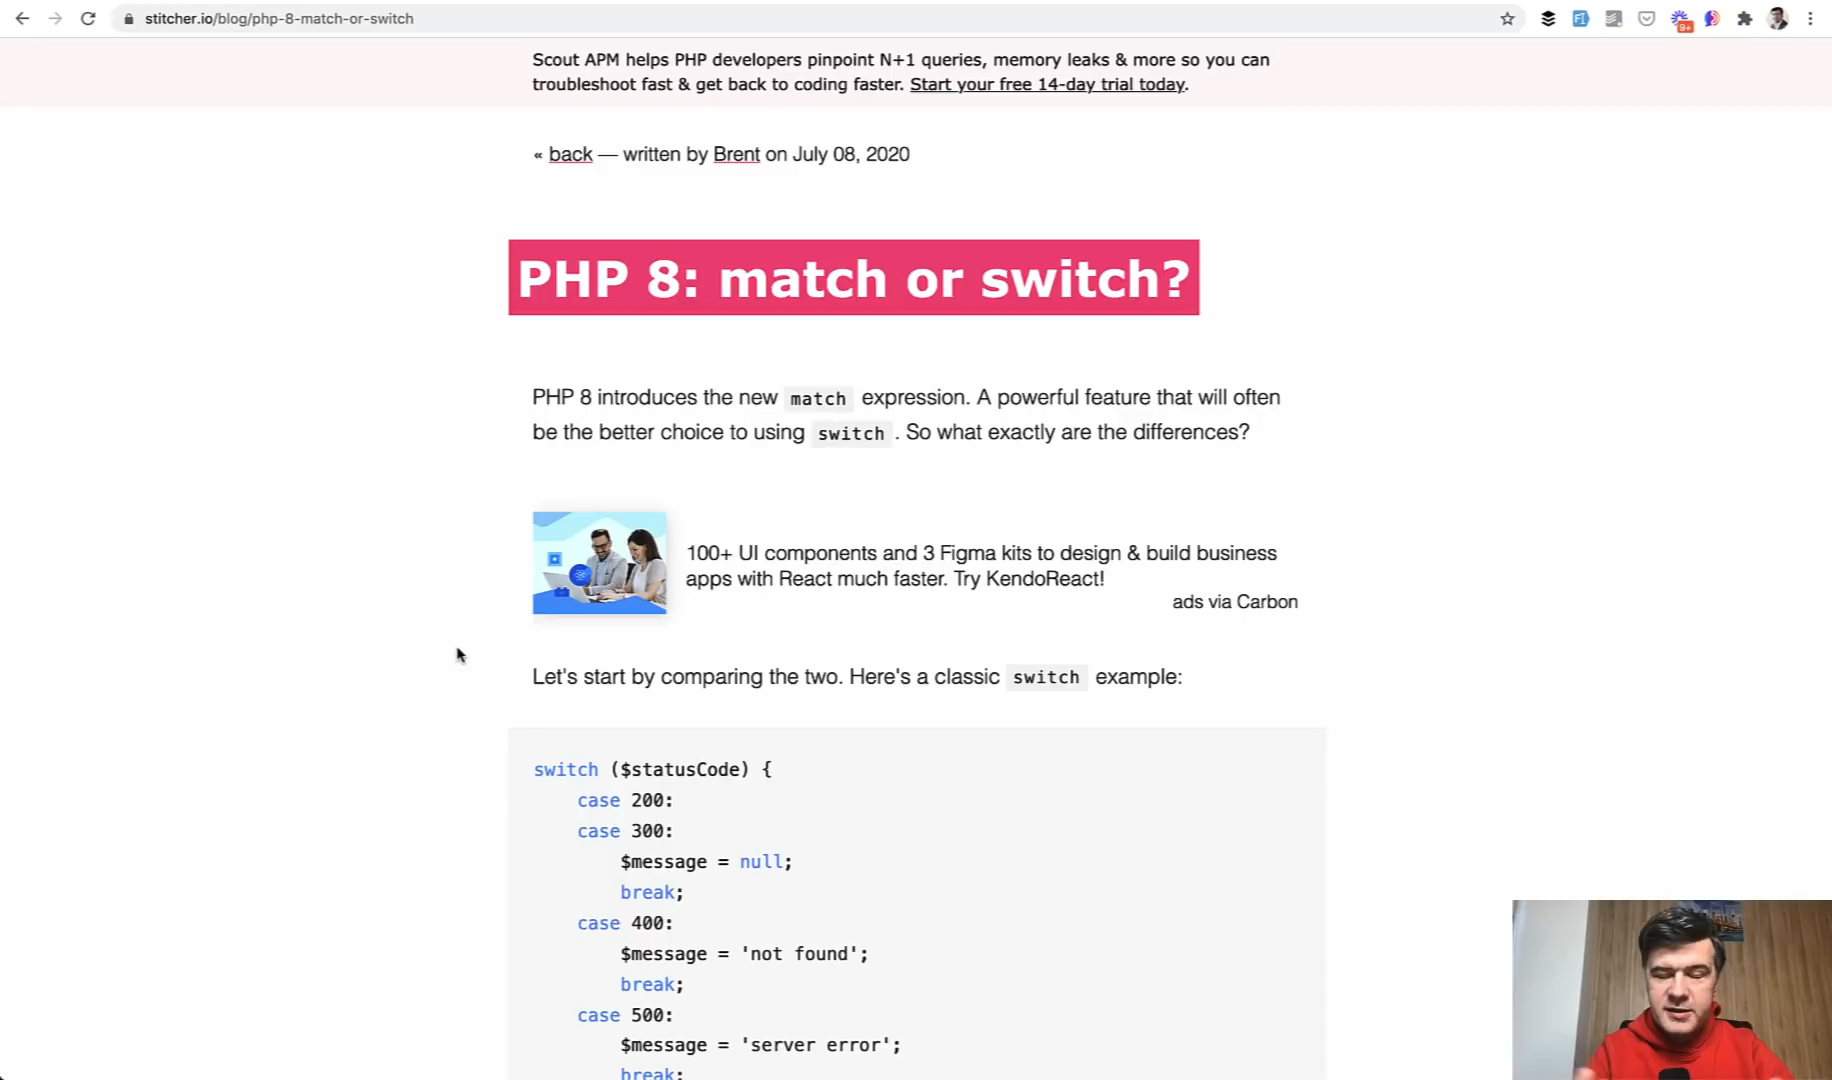 stitcher.io/blog/php-8-match-or-switch
9+
Scout APM helps PHP developers pinpoint N+1 queries, memory leaks & more so you can
troubleshoot fast & get back to coding faster. Start your free 14-day trial today.
« back — written by Brent on July 08, 2020
PHP 8: match or switch?
PHP 8 introduces the new match expression. A powerful feature that will often
be the better choice to using switch . So what exactly are the differences?
100+ UI components and 3 Figma kits to design & build business
apps with React much faster. Try KendoReact!
ads via Carbon
Let's start by comparing the two. Here's a classic switch example:
switch ($statusCode) {
case 200:
case 300:
$message = null;
break;
case 400:
$message = 'not found';
break;
case 500:
$message = 'server error';
break;